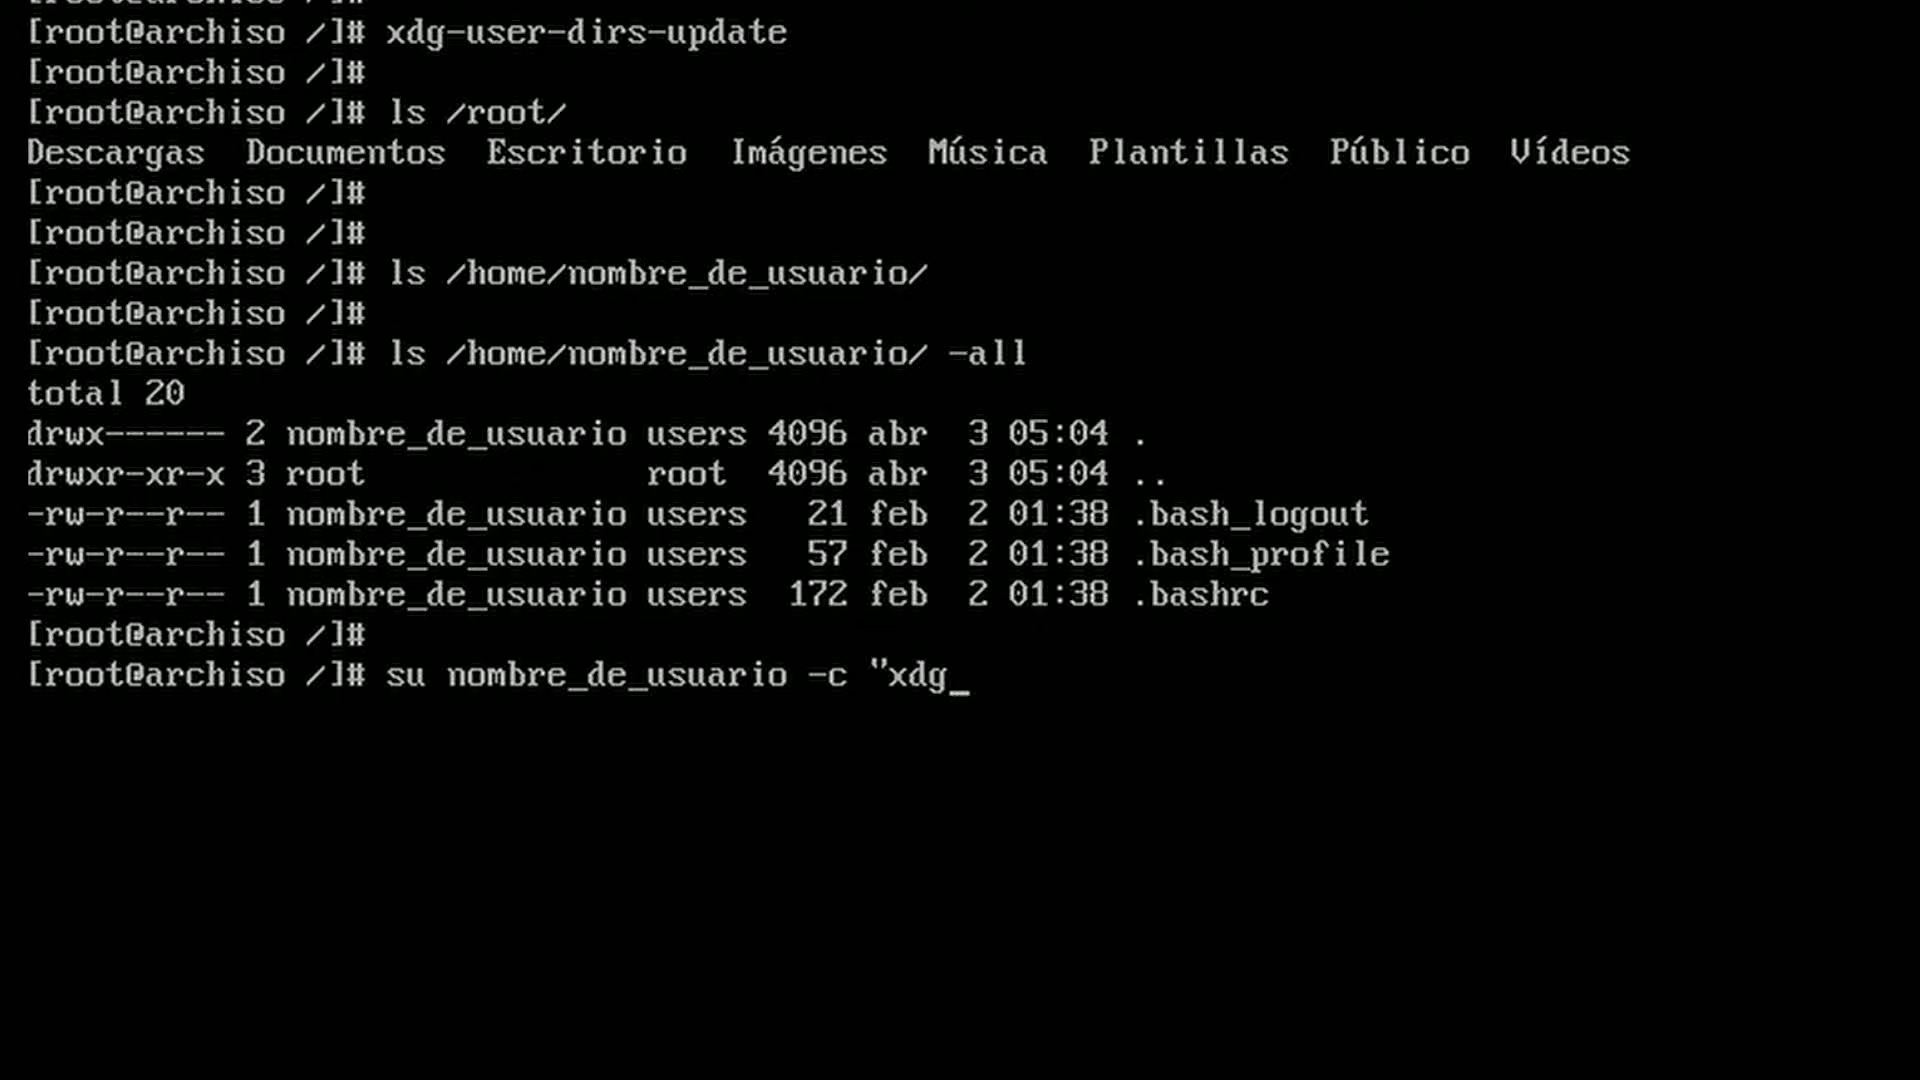 [root@archiso /]#
[root@archiso /]# xdg-user-dirs-update
[root@archiso /]#
[root@archiso /]# ls /root/
Descargas  Documentos  Escritorio  Imágenes  Música  Plantillas  Público  Vídeos
[root@archiso /]#
[root@archiso /]#
[root@archiso /]# ls /home/nombre_de_usuario/
[root@archiso /]#
[root@archiso /]# ls /home/nombre_de_usuario/ -all
total 20
drwx------ 2 nombre_de_usuario users 4096 abr  3 05:04 .
drwxr-xr-x 3 root              root  4096 abr  3 05:04 ..
-rw-r--r-- 1 nombre_de_usuario users   21 feb  2 01:38 .bash_logout
-rw-r--r-- 1 nombre_de_usuario users   57 feb  2 01:38 .bash_profile
-rw-r--r-- 1 nombre_de_usuario users  172 feb  2 01:38 .bashrc
[root@archiso /]#
[root@archiso /]# su nombre_de_usuario -c "xdg_